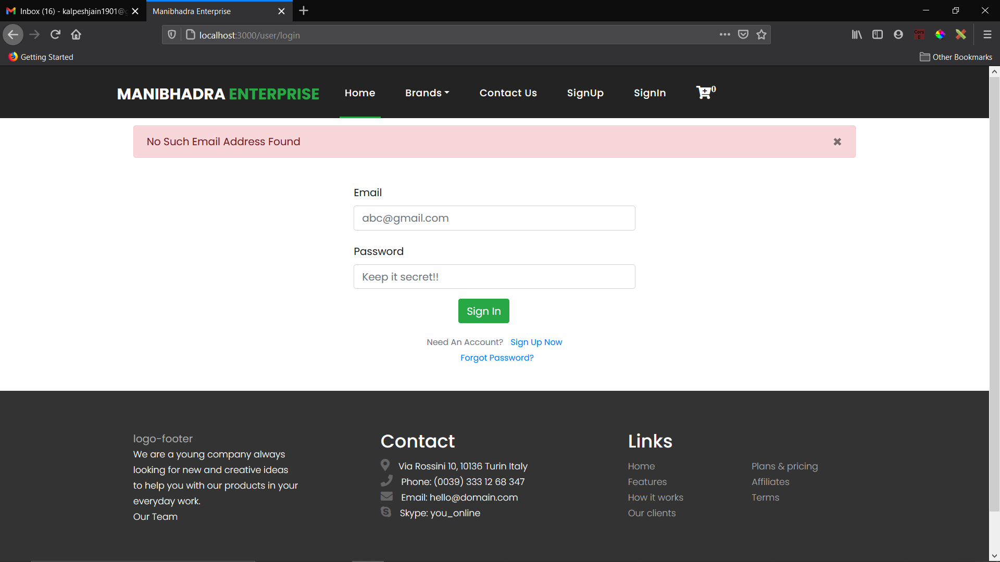 Inbox (16) - kalpeshjain1901@g
Manibhadra Enterprise
localhost:3000/user/login
Cors
E
Getting Started
Other Bookmarks
MANIBHADRA ENTERPRISE
Home
Brands
Contact Us
SignUp
SignIn
0
No Such Email Address Found
Email
abc@gmail.com
Password
Keep it secret!!
Sign In
Need An Account? Sign Up Now
Forgot Password?
logo-footer
We are a young company always
looking for new and creative ideas
to help you with our products in your
everyday work.
Our Team
Contact
Via Rossini 10, 10136 Turin Italy
Phone: (0039) 333 12 68 347
Email: hello@domain.com
Skype: you_online
Links
Home
Features
How it works
Our clients
Plans & pricing
Affiliates
Terms